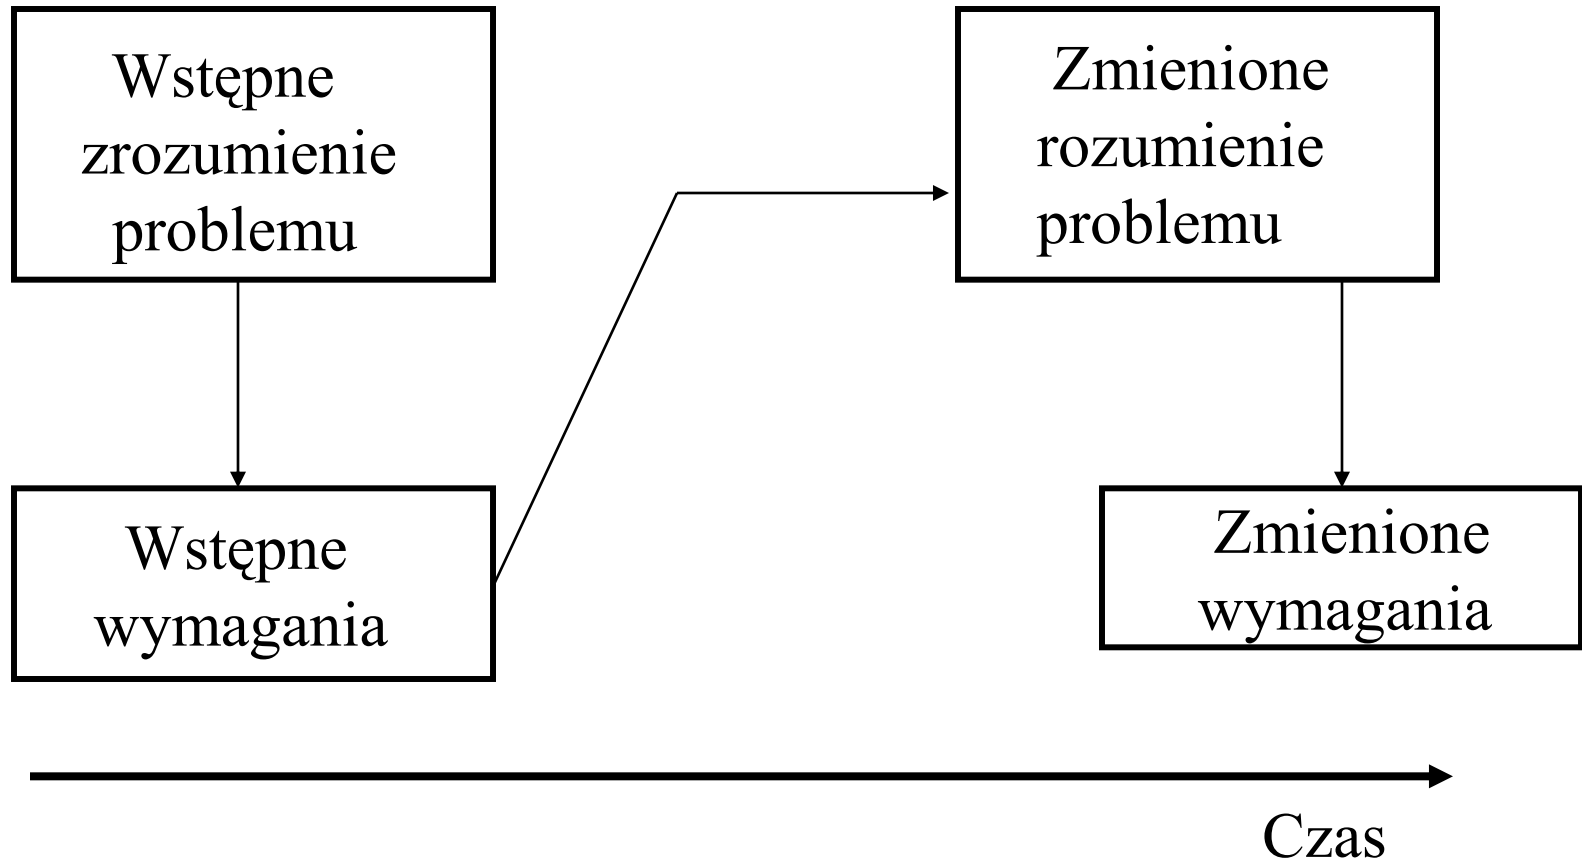 Wstępne
zrozumienie
problemu
Zmienione
rozumienie
problemu
Wstępne
wymagania
Zmienione
wymagania
Czas